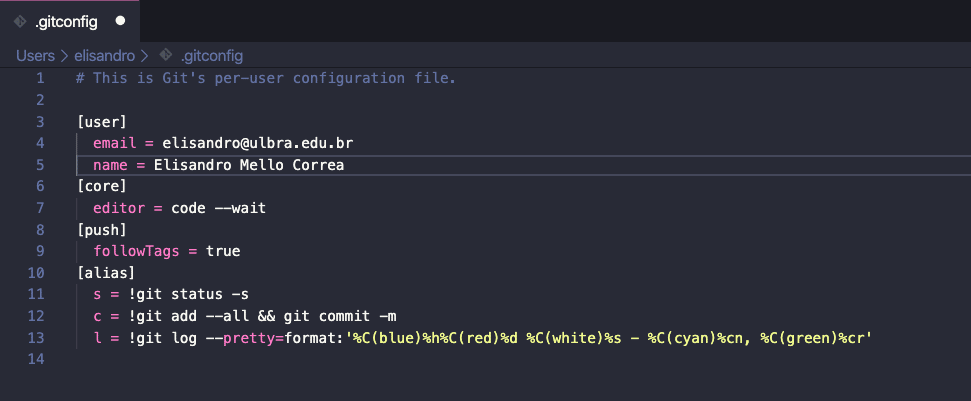 .gitconfig
Users > elisandro > .gitconfig
1 # This is Git's per-user configuration file.
2
3 [user]
4 email = elisandro@ulbra.edu.br
5 name = Elisandro Mello Correa
6 [core]
7 editor = code --wait
8 [push]
9 followTags = true
10 [alias]
11 s = !git status -s
12 c = !git add --all && git commit -m
13 l = !git log --pretty=format:'%C(blue)%h%C(red)%d %C(white)%s - %C(cyan)%cn, %C(green)%cr'
14